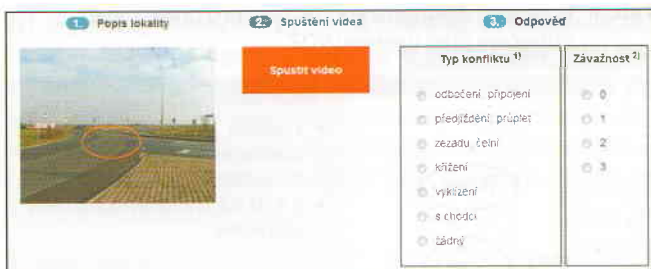 1. Popis lokality
2. Spuštění videa
3. Odpověď
Spustit video
Typ konfliktu 1)
odbočení, připojení
předjíždění, průplet
zezadu, čelní
křížení
vyklizení
s chodci
žádný
Závažnost 2)
0
1
2
3